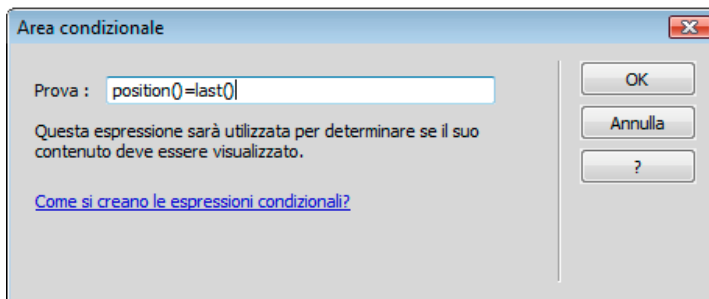 Area condizionale
Prova : position()=last()
Questa espressione sarà utilizzata per determinare se il suo
contenuto deve essere visualizzato.
Come si creano le espressioni condizionali?
OK
Annulla
?